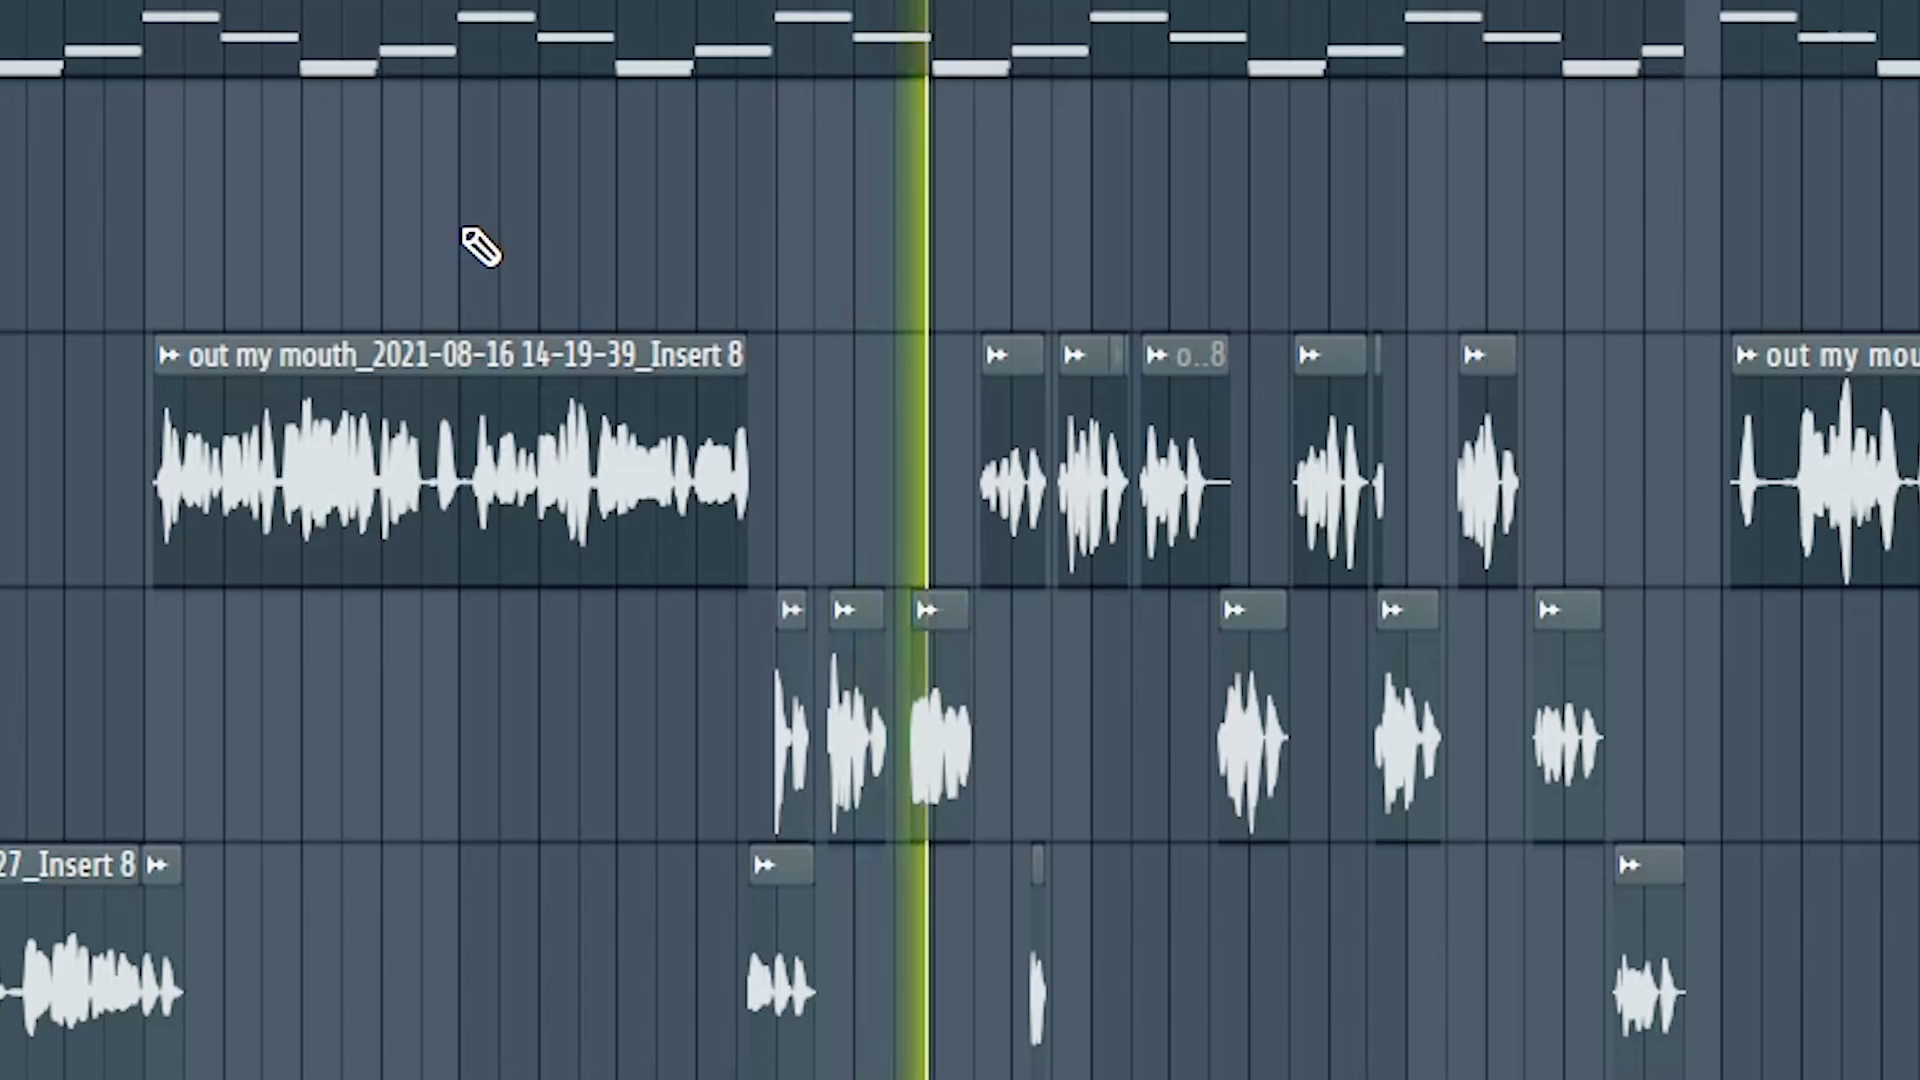 out my mouth_2021-08-16 14-19-39_Insert 8
o..8
out my mou
27_Insert 8